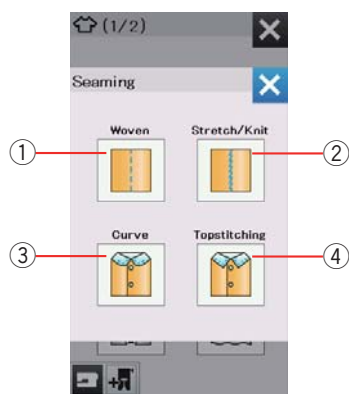 (1/2)
Seaming
Woven Stretch/Knit
① ②
Curve Topstitching
③ ④